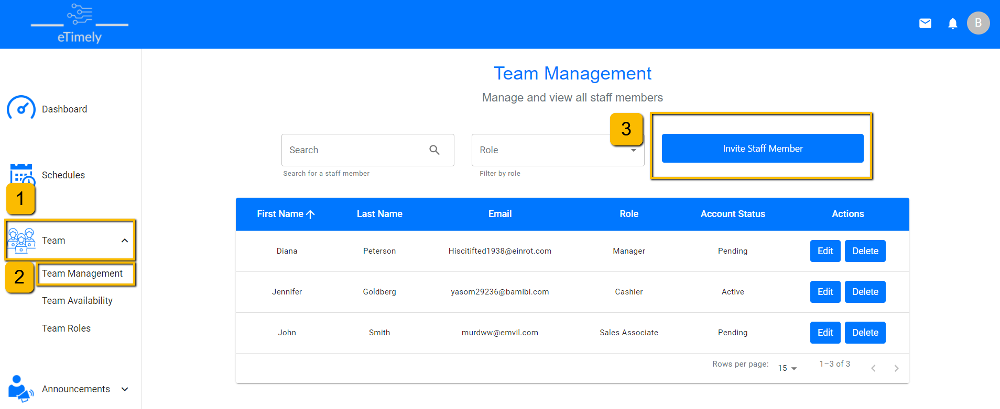 eTimely
B
Dashboard
Schedules
1
Team
2
Team Management
Team Availability
Team Roles
Announcements
Team Management
Manage and view all staff members
Search
Search for a staff member
Role
Filter by role
3
Invite Staff Member
First Name Last Name Email Role Account Status Actions
Diana Peterson Hiscitifted1938@einrot.com Manager Pending Edit Delete
Jennifer Goldberg yasom29236@bamibi.com Cashier Active Edit Delete
John Smith murdww@emvil.com Sales Associate Pending Edit Delete
Rows per page: 15 1–3 of 3